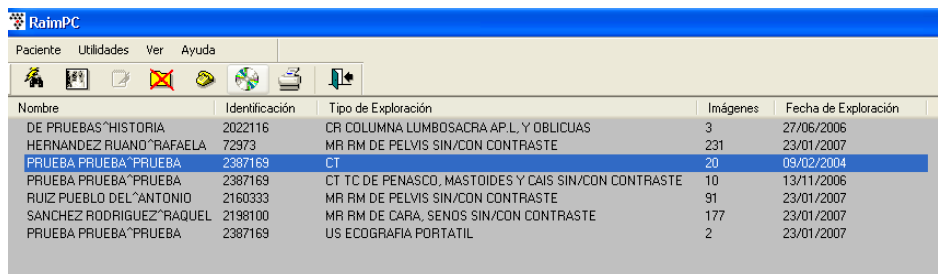 RaimPC
Paciente Utilidades Ver Ayuda
Nombre Identificación Tipo de Exploración Imágenes Fecha de Exploración
DE PRUEBAS^HISTORIA 2022116 CR COLUMNA LUMBOSACRA AP.L, Y OBLICUAS 3 27/06/2006
HERNANDEZ RUANO^RAFAELA 72973 MR RM DE PELVIS SIN/CON CONTRASTE 231 23/01/2007
PRUEBA PRUEBA^PRUEBA 2387169 CT 20 09/02/2004
PRUEBA PRUEBA^PRUEBA 2387169 CT TC DE PENASCO, MASTOIDES Y CAIS SIN/CON CONTRASTE 10 13/11/2006
RUIZ PUEBLO DEL^ANTONIO 2160333 MR RM DE PELVIS SIN/CON CONTRASTE 91 23/01/2007
SANCHEZ RODRIGUEZ^RAQUEL 2198100 MR RM DE CARA, SENOS SIN/CON CONTRASTE 177 23/01/2007
PRUEBA PRUEBA^PRUEBA 2387169 US ECOGRAFIA PORTATIL 2 23/01/2007